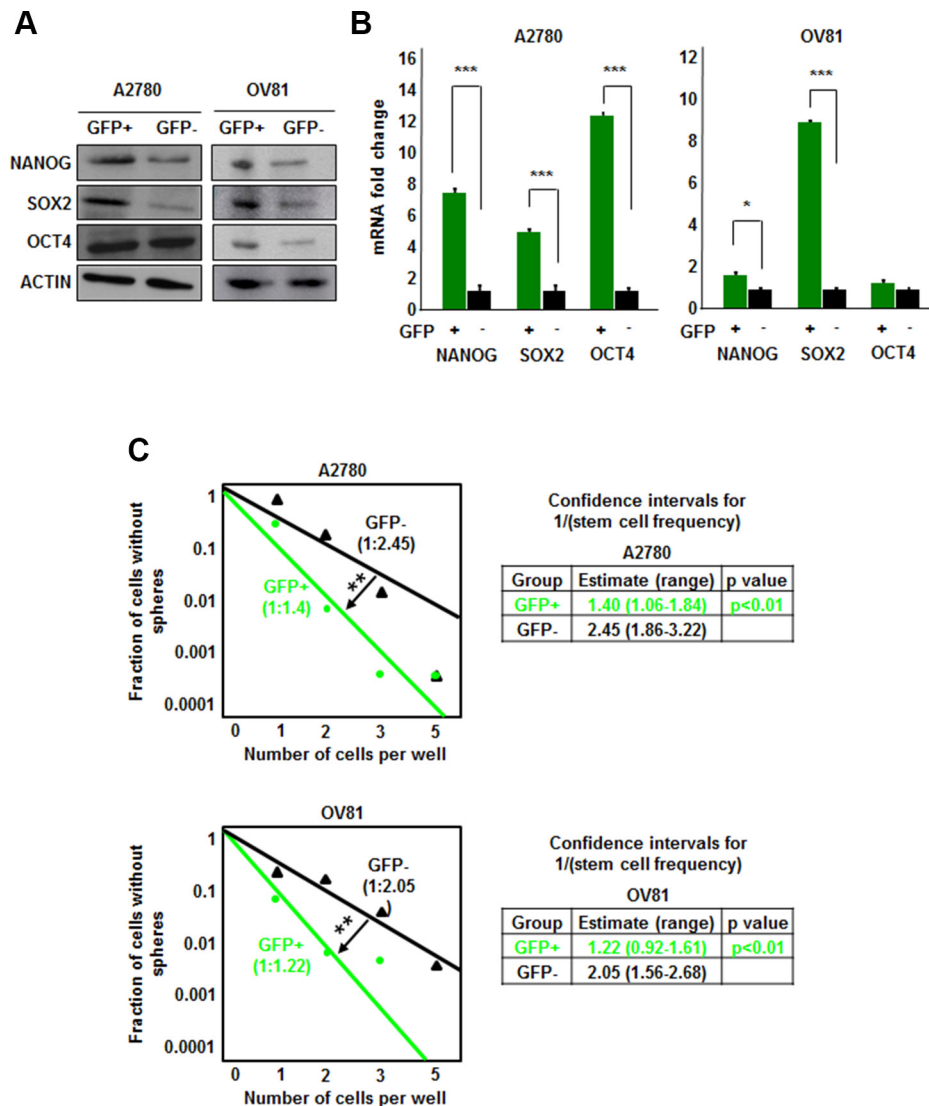 A
A2780 OV81
GFP+ GFP- GFP+ GFP-
NANOG
SOX2
OCT4
ACTIN
B
A2780
mRNA fold change
16
14
12
10
8
6
4
2
0
***
***
***
GFP + - + - + -
NANOG SOX2 OCT4
OV81
12
10
8
6
4
2
0
*
***
GFP + - + - + -
NANOG SOX2 OCT4
C
A2780
Fraction of cells without
spheres
1
0.1
0.01
0.001
0.0001
GFP-
(1:2.45)
**
GFP+
(1:1.4)
0 1 2 3 5
Number of cells per well
Confidence intervals for
1/(stem cell frequency)
A2780
Group Estimate (range) p value
GFP+ 1.40 (1.06-1.84) p<0.01
GFP- 2.45 (1.86-3.22)
OV81
Fraction of cells without
spheres
1
0.1
0.01
0.001
0.0001
GFP-
(1:2.05
)
**
GFP+
(1:1.22)
0 1 2 3 5
Number of cells per well
Confidence intervals for
1/(stem cell frequency)
OV81
Group Estimate (range) p value
GFP+ 1.22 (0.92-1.61) p<0.01
GFP- 2.05 (1.56-2.68)